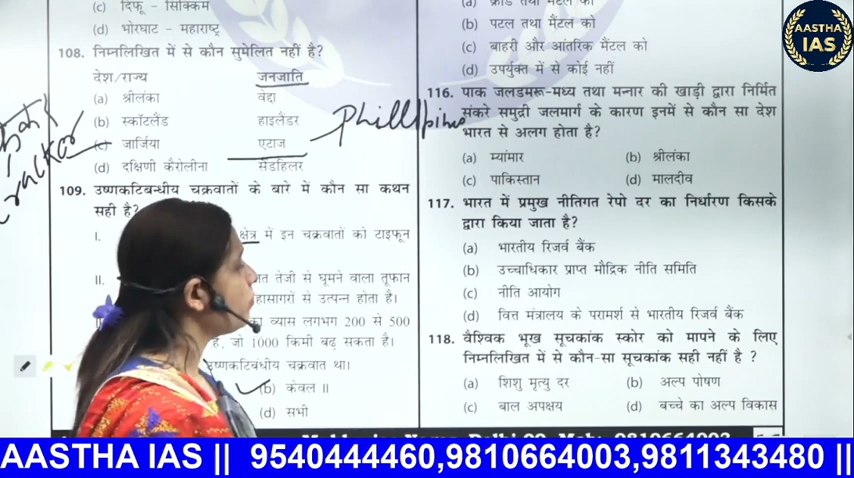 (c) दिफू - सिक्किम
(d) भोरघाट - महाराष्ट्र
108. निम्नलिखित में से कौन सुमेलित नहीं है?
देश/राज्य जनजाति
(a) श्रीलंका वेद्दा
(b) स्कॉटलैंड हाइलैंडर
(c) जार्जिया एटाज
(d) दक्षिणी कैरोलीना सेंडहिलर
Phillipines
109. उष्णकटिबन्धीय चक्रवातों के बारे में कौन सा कथन
सही है?
I. क्षेत्र में इन चक्रवातों को टाइफून
II. तेजी से घूमने वाला तूफान
हासागरों से उत्पन्न होता है।
व्यास लगभग 200 से 500
है, जो 1000 किमी बढ़ सकता है।
उष्णकटिबंधीय चक्रवात था।
(b) केवल II
(d) सभी
(b) पटल तथा मैंटल को
(c) बाहरी और आंतरिक मैंटल को
(d) उपर्युक्त में से कोई नहीं
116. पाक जलडमरू-मध्य तथा मन्नार की खाड़ी द्वारा निर्मित
संकरे समुद्री जलमार्ग के कारण इनमें से कौन सा देश
भारत से अलग होता है?
(a) म्यांमार (b) श्रीलंका
(c) पाकिस्तान (d) मालदीव
117. भारत में प्रमुख नीतिगत रेपो दर का निर्धारण किसके
द्वारा किया जाता है?
(a) भारतीय रिजर्व बैंक
(b) उच्चाधिकार प्राप्त मौद्रिक नीति समिति
(c) नीति आयोग
(d) वित्त मंत्रालय के परामर्श से भारतीय रिजर्व बैंक
118. वैश्विक भूख सूचकांक स्कोर को मापने के लिए
निम्नलिखित में से कौन-सा सूचकांक सही नहीं है ?
(a) शिशु मृत्यु दर (b) अल्प पोषण
(c) बाल अपक्षय (d) बच्चे का अल्प विकास
AASTHA
IAS
AASTHA IAS || 9540444460,9810664003,9811343480 ||